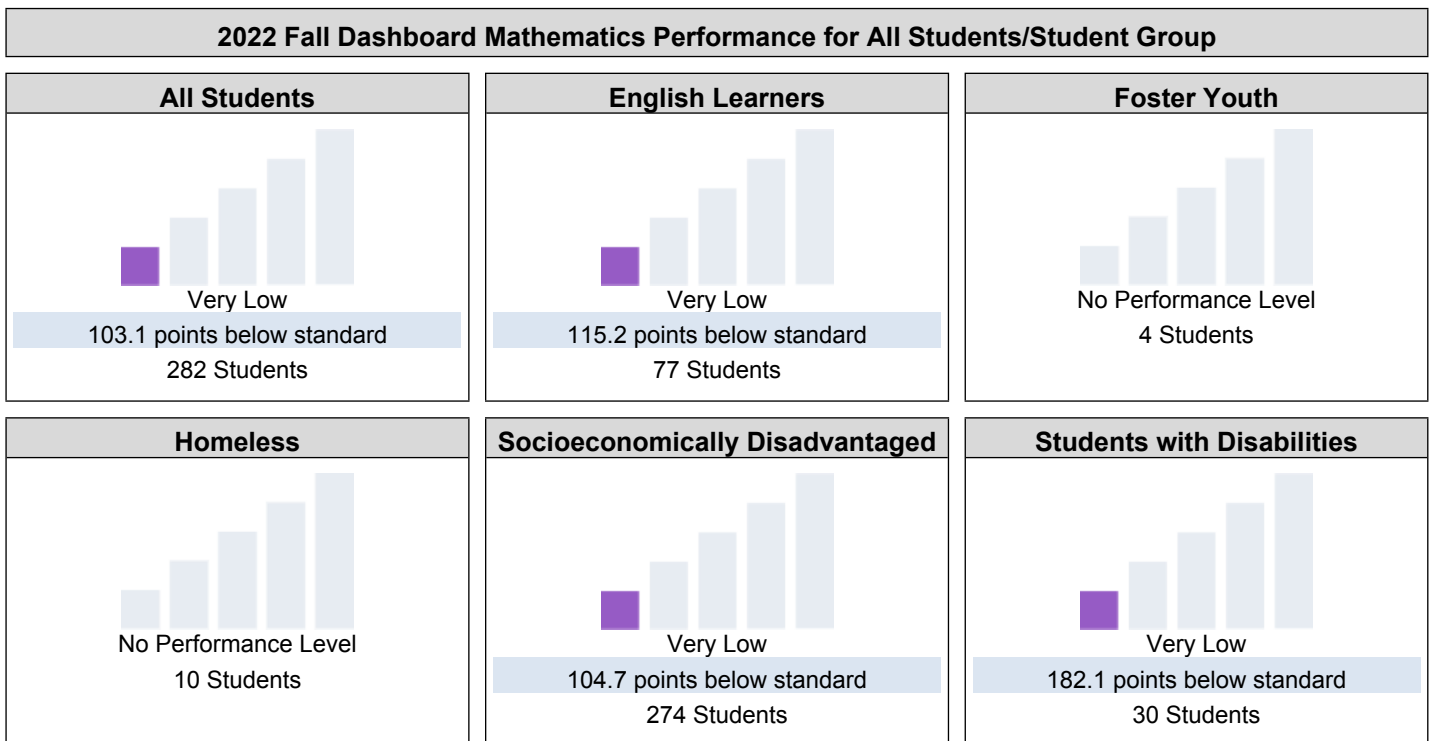 2022 Fall Dashboard Mathematics Performance for All Students/Student Group
All Students
Very Low
103.1 points below standard
282 Students
English Learners
Very Low
115.2 points below standard
77 Students
Foster Youth
No Performance Level
4 Students
Homeless
No Performance Level
10 Students
Socioeconomically Disadvantaged
Very Low
104.7 points below standard
274 Students
Students with Disabilities
Very Low
182.1 points below standard
30 Students